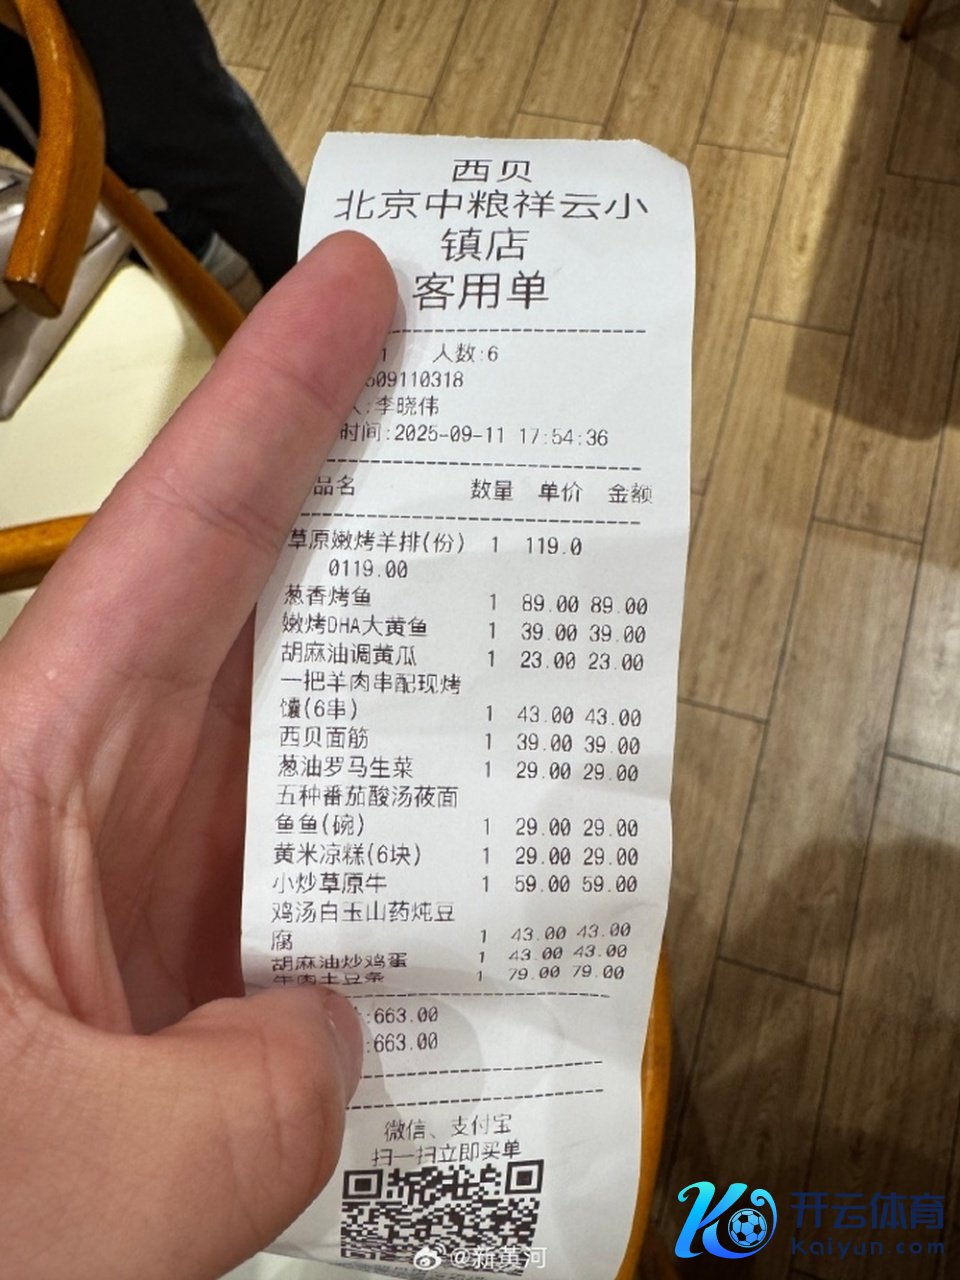 西贝
北京中粮祥云小
镇店
客用单
1 人数:6
509110318
人:李晓伟
时间:2025-09-11 17:54:36
品名 数量 单价 金额
草原嫩烤羊排(份) 1 119.0
0119.00
葱香烤鱼 1 89.00 89.00
嫩烤DHA大黄鱼 1 39.00 39.00
胡麻油调黄瓜 1 23.00 23.00
一把羊肉串配现烤
馕(6串) 1 43.00 43.00
西贝面筋 1 39.00 39.00
葱油罗马生菜 1 29.00 29.00
五种番茄酸汤莜面
鱼鱼(碗) 1 29.00 29.00
黄米凉糕(6块) 1 29.00 29.00
小炒草原牛 1 59.00 59.00
鸡汤白玉山药炖豆
腐 1 43.00 43.00
胡麻油炒鸡蛋 1 43.00 43.00
牛肉土豆条 1 79.00 79.00
:663.00
:663.00
微信、支付宝
扫一扫立即买单
@新黄河
开云体育
kaiyun.com